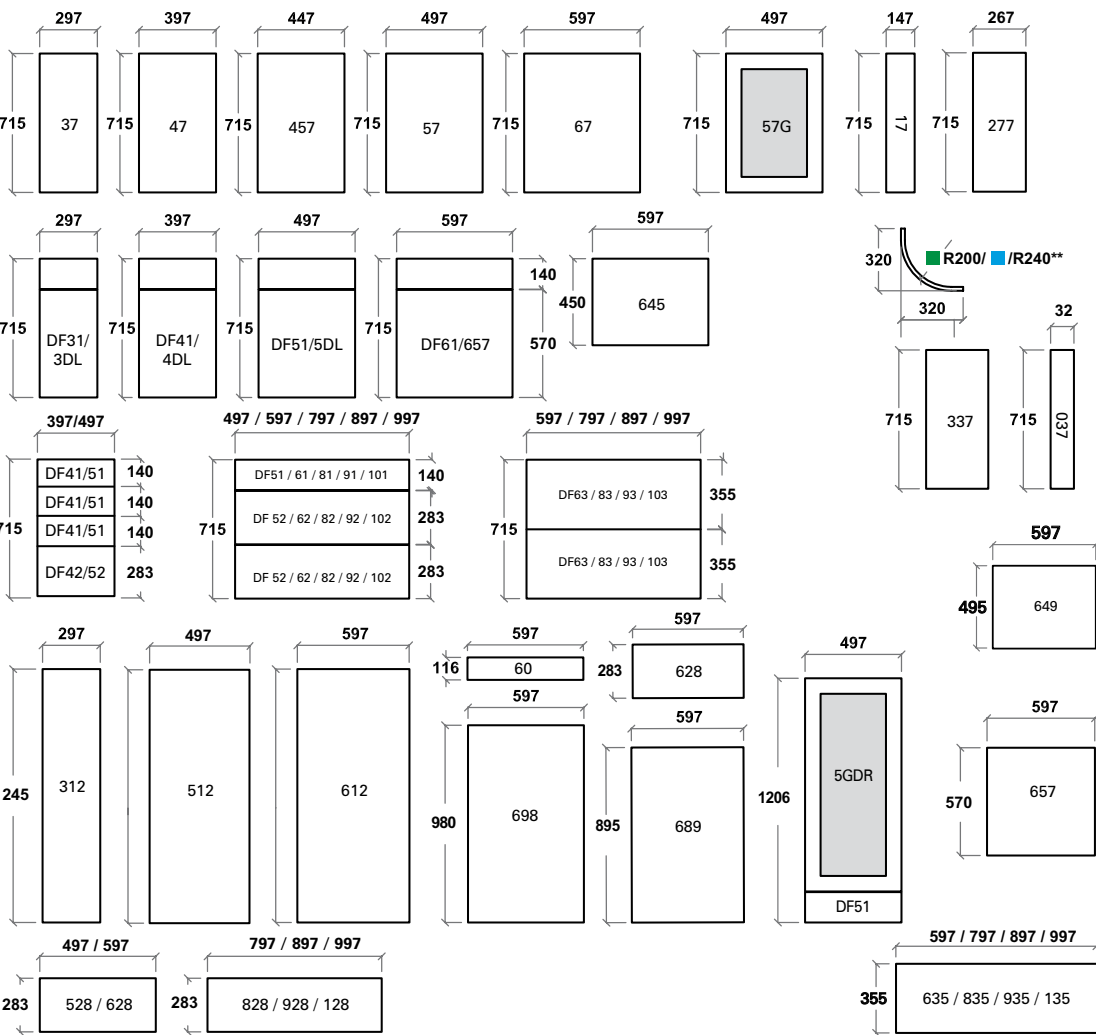 297 397 447 497 597 497 147 267
715 37 715 47 715 457 715 57 715 67 715 57G 715 17 715 277
297 397 497 597 597
320 R200/ /R240**
140
715 715 715 715 450 645
320 32
DF31/ DF41/ DF51/5DL DF61/657 570
3DL 4DL
715 337 715 037
397/497 497 / 597 / 797 / 897 / 997 597 / 797 / 897 / 997
DF41/51 140 DF51 / 61 / 81 / 91 / 101 140
DF41/51 140 DF63 / 83 / 93 / 103 355
715 DF41/51 140 715 DF 52 / 62 / 82 / 92 / 102 283 715
DF42/52 283 DF 52 / 62 / 82 / 92 / 102 283 DF63 / 83 / 93 / 103 355
597
495 649
297 497 597 597 597 497
116 60 283 628
597 597 597
245 312 512 612 980 698 895 689 1206 5GDR 570 657
DF51
497 / 597 797 / 897 / 997 597 / 797 / 897 / 997
283 528 / 628 283 828 / 928 / 128 355 635 / 835 / 935 / 135